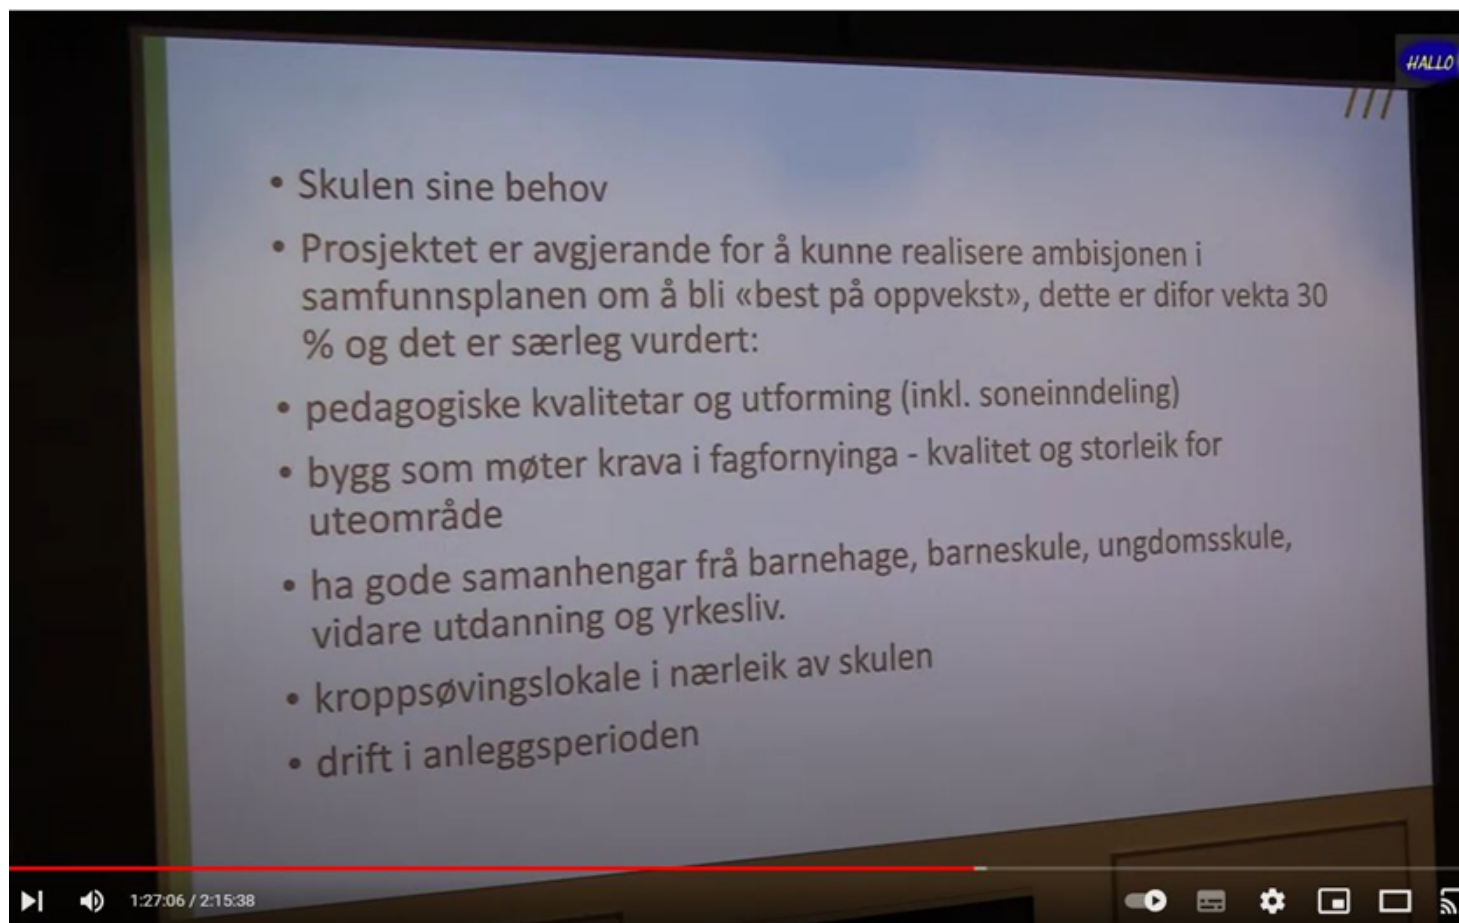 HALLO
• Skulen sine behov
• Prosjektet er avgjerande for å kunne realisere ambisjonen i
samfunnsplanen om å bli «best på oppvekst», dette er difor vekta 30
% og det er særleg vurdert:
• pedagogiske kvalitetar og utforming (inkl. soneinndeling)
• bygg som møter krava i fagfornyinga - kvalitet og storleik for
uteområde
• ha gode samanhengar frå barnehage, barneskule, ungdomsskule,
vidare utdanning og yrkesliv.
• kroppsøvingslokale i nærleik av skulen
• drift i anleggsperioden
1:27:06 / 2:15:38